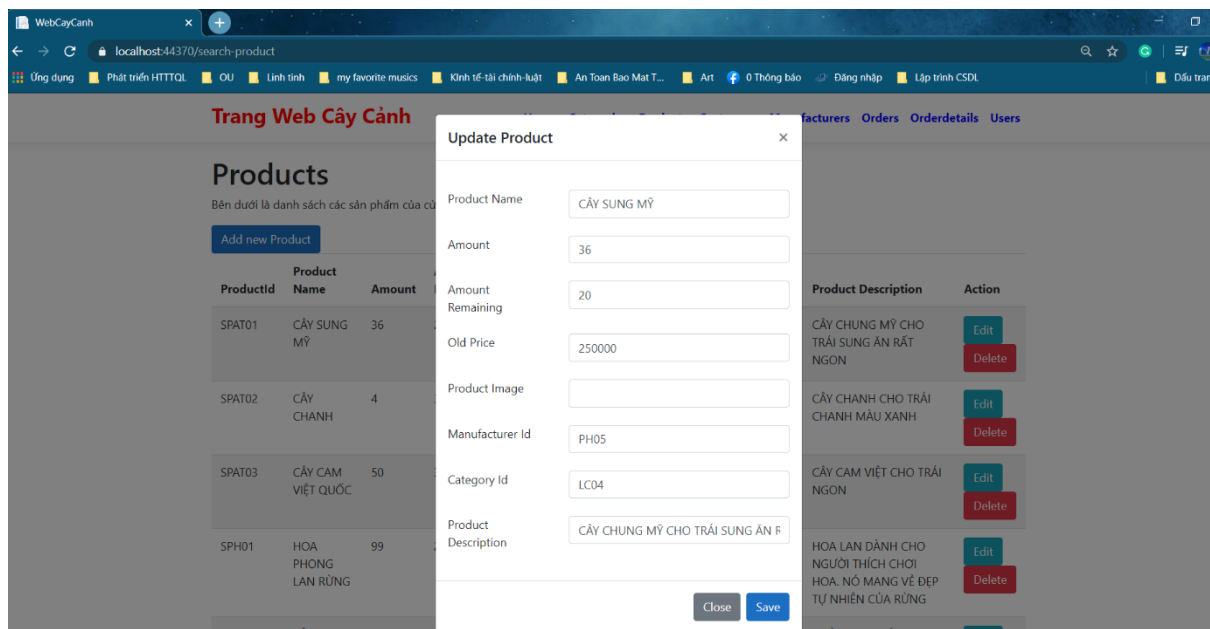 WebCayCanh
localhost:44370/search-product
Ứng dụng Phát triển HTTTQL OU Linh tinh my favorite musics Kinh tế-tài chính-luật An Toan Bao Mat T... Art 0 Thông báo Đăng nhập Lập trình CSDL Dấu tran
Trang Web Cây Cảnh
facturers Orders Orderdetails Users
Products
Bên dưới là danh sách các sản phẩm của
Add new Product
ProductId Product Name Amount Product Description Action
SPAT01 CÂY SUNG MỸ 36 CÂY CHUNG MỸ CHO
TRÁI SUNG ĂN RẤT
NGON
Edit
Delete
SPAT02 CÂY CHANH 4 CÂY CHANH CHO TRÁI
CHANH MÀU XANH
Edit
Delete
SPAT03 CÂY CAM VIỆT QUỐC 50 CÂY CAM VIỆT CHO TRÁI
NGON
Edit
Delete
SPH01 HOA PHONG LAN RỪNG 99 HOA LAN DÀNH CHO
NGƯỜI THÍCH CHƠI
HOA. NÓ MANG VẺ ĐẸP
TỰ NHIÊN CỦA RỪNG
Edit
Delete
Update Product
Product Name CÂY SUNG MỸ
Amount 36
Amount Remaining 20
Old Price 250000
Product Image
Manufacturer Id PH05
Category Id LC04
Product Description CÂY CHUNG MỸ CHO TRÁI SUNG ĂN R
Close Save